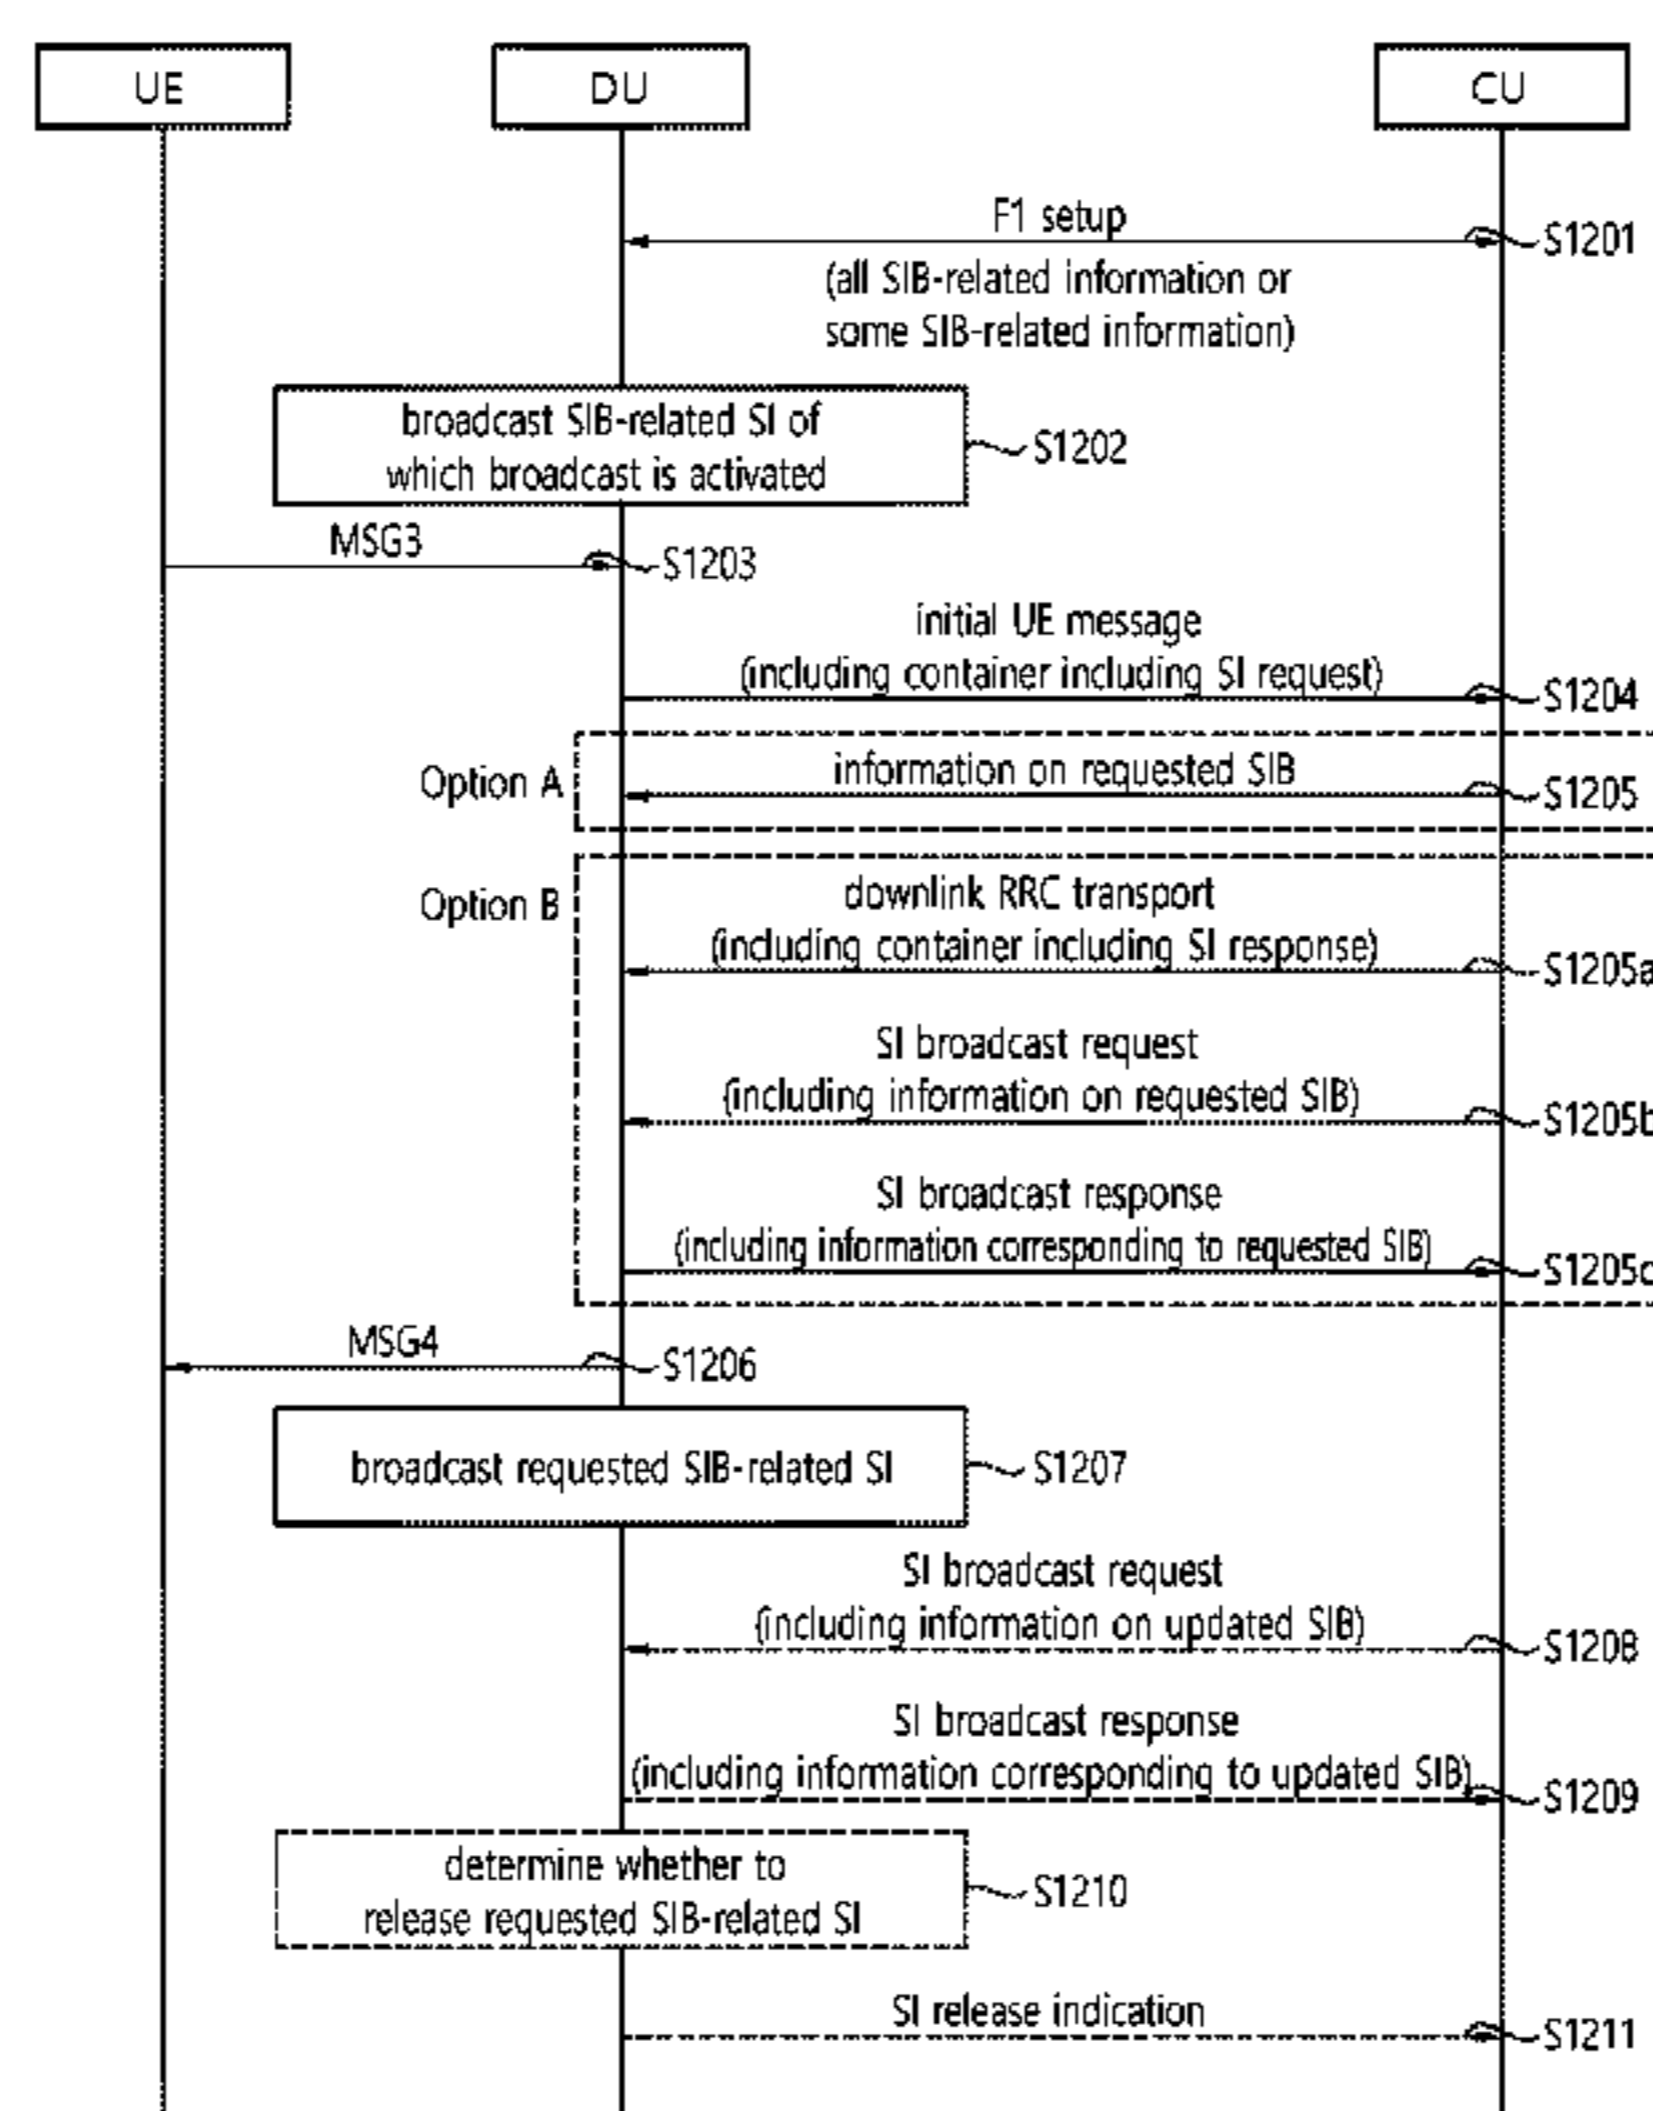 UE
DU
CU
F1 setup
S1201
(all SIB-related information or
some SIB-related information)
broadcast SIB-related SI of
which broadcast is activated
S1202
MSG3
S1203
initial UE message
(including container including SI request)
S1204
Option A
information on requested SIB
S1205
Option B
downlink RRC transport
(including container including SI response)
S1205a
SI broadcast request
(including information on requested SIB)
S1205b
SI broadcast response
(including information corresponding to requested SIB)
S1205c
MSG4
S1206
broadcast requested SIB-related SI
S1207
SI broadcast request
(including information on updated SIB)
S1208
SI broadcast response
(including information corresponding to updated SIB)
S1209
determine whether to
release requested SIB-related SI
S1210
SI release indication
S1211